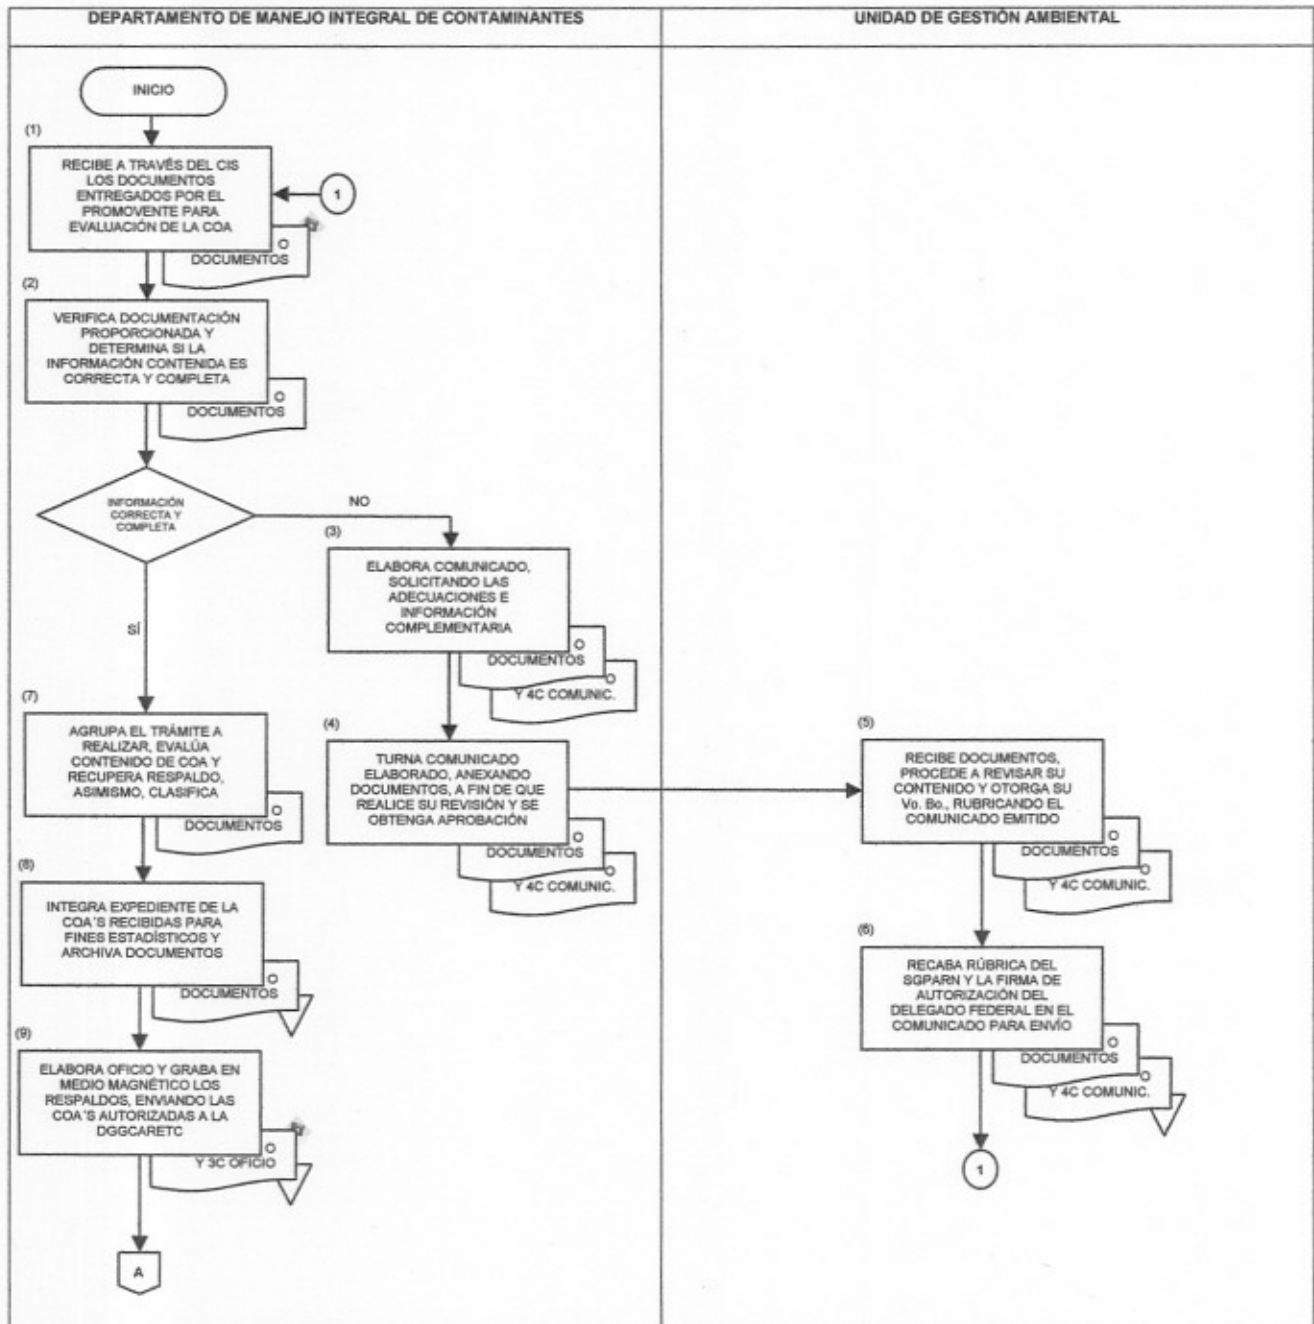 DEPARTAMENTO DE MANEJO INTEGRAL DE CONTAMINANTES
UNIDAD DE GESTIÓN AMBIENTAL
INICIO
(1)
RECIBE A TRAVÉS DEL CIS
LOS DOCUMENTOS
ENTREGADOS POR EL
PROMOVENTE PARA
EVALUACIÓN DE LA COA
1
O
DOCUMENTOS
(2)
VERIFICA DOCUMENTACIÓN
PROPORCIONADA Y
DETERMINA SI LA
INFORMACIÓN CONTENIDA ES
CORRECTA Y COMPLETA
O
DOCUMENTOS
INFORMACIÓN
CORRECTA Y
COMPLETA
NO
SÍ
(3)
ELABORA COMUNICADO,
SOLICITANDO LAS
ADECUACIONES E
INFORMACIÓN
COMPLEMENTARIA
O
DOCUMENTOS
O
Y 4C COMUNIC.
(4)
TURNA COMUNICADO
ELABORADO, ANEXANDO
DOCUMENTOS, A FIN DE QUE
REALICE SU REVISIÓN Y SE
OBTENGA APROBACIÓN
O
DOCUMENTOS
O
Y 4C COMUNIC.
(5)
RECIBE DOCUMENTOS,
PROCEDE A REVISAR SU
CONTENIDO Y OTORGA SU
Vo. Bo., RUBRICANDO EL
COMUNICADO EMITIDO
O
DOCUMENTOS
O
Y 4C COMUNIC.
(6)
RECABA RÚBRICA DEL
SGPARN Y LA FIRMA DE
AUTORIZACIÓN DEL
DELEGADO FEDERAL EN EL
COMUNICADO PARA ENVÍO
O
DOCUMENTOS
O
Y 4C COMUNIC.
1
(7)
AGRUPA EL TRÁMITE A
REALIZAR, EVALÚA
CONTENIDO DE COA Y
RECUPERA RESPALDO,
ASIMISMO, CLASIFICA
O
DOCUMENTOS
(8)
INTEGRA EXPEDIENTE DE LA
COA´S RECIBIDAS PARA
FINES ESTADÍSTICOS Y
ARCHIVA DOCUMENTOS
O
DOCUMENTOS
(9)
ELABORA OFICIO Y GRABA EN
MEDIO MAGNÉTICO LOS
RESPALDOS, ENVIANDO LAS
COA´S AUTORIZADAS A LA
DGGCARETC
O
Y 3C OFICIO
A